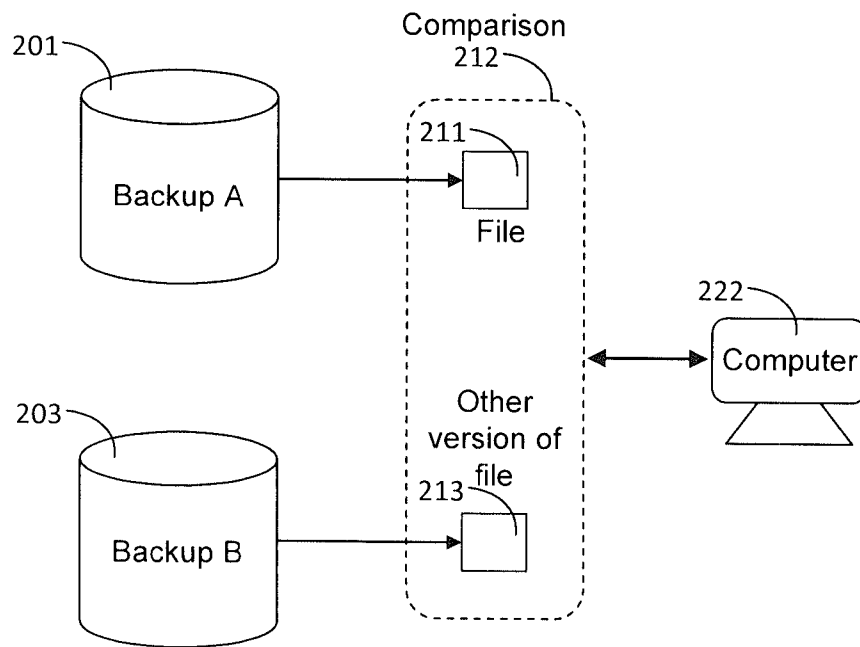 Comparison
212
201
211
Backup A
File
222
Computer
Other
version of
file
203
213
Backup B